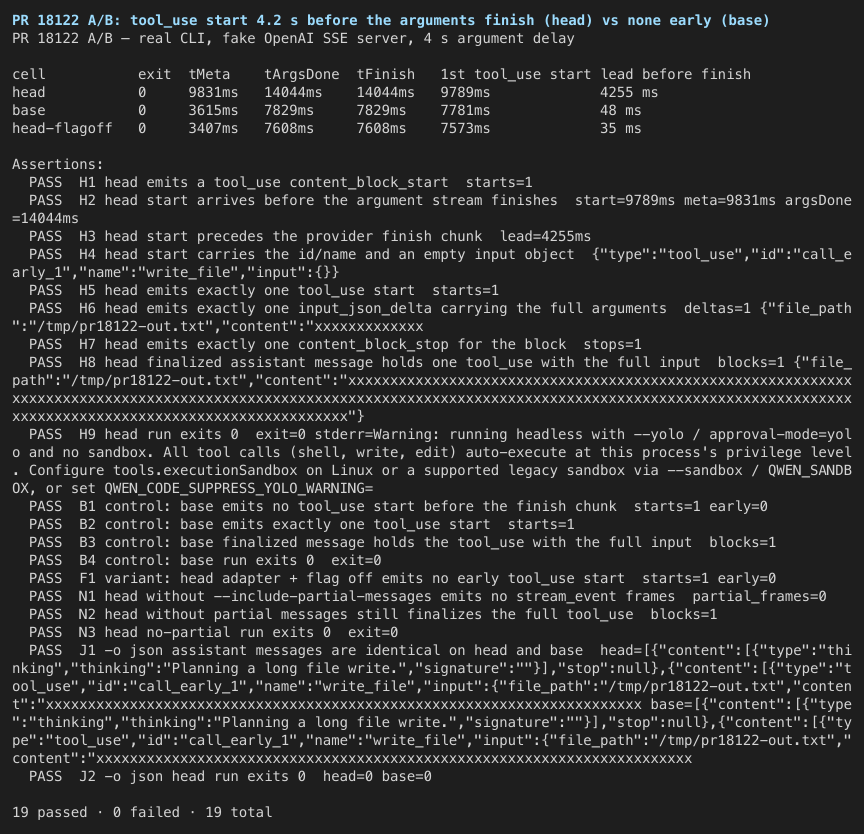 PR 18122 A/B: tool_use start 4.2 s before the arguments finish (head) vs none early (base)
PR 18122 A/B — real CLI, fake OpenAI SSE server, 4 s argument delay
cell exit tMeta tArgsDone tFinish 1st tool_use start lead before finish
head 0 9831ms 14044ms 14044ms 9789ms 4255 ms
base 0 3615ms 7829ms 7829ms 7781ms 48 ms
head-flagoff 0 3407ms 7608ms 7608ms 7573ms 35 ms
Assertions:
PASS H1 head emits a tool_use content_block_start starts=1
PASS H2 head start arrives before the argument stream finishes start=9789ms meta=9831ms argsDone
=14044ms
PASS H3 head start precedes the provider finish chunk lead=4255ms
PASS H4 head start carries the id/name and an empty input object {"type":"tool_use","id":"call_e
arly_1","name":"write_file","input":{}}
PASS H5 head emits exactly one tool_use start starts=1
PASS H6 head emits exactly one input_json_delta carrying the full arguments deltas=1 {"file_path
":"/tmp/pr18122-out.txt","content":"xxxxxxxxxxxxx
PASS H7 head emits exactly one content_block_stop for the block stops=1
PASS H8 head finalized assistant message holds one tool_use with the full input blocks=1 {"file_
path":"/tmp/pr18122-out.txt","content":"xxxxxxxxxxxxxxxxxxxxxxxxxxxxxxxxxxxxxxxxxxxxxxxxxxxxxxxxxxxx
xxxxxxxxxxxxxxxxxxxxxxxxxxxxxxxxxxxxxxxxxxxxxxxxxxxxxxxxxxxxxxxxxxxxxxxxxxxxxxxxxxxxxxxxxxxxxxxxxxxx
xxxxxxxxxxxxxxxxxxxxxxxxxxxxxxxxxxxxxxxx"}
PASS H9 head run exits 0 exit=0 stderr=Warning: running headless with --yolo / approval-mode=yol
o and no sandbox. All tool calls (shell, write, edit) auto-execute at this process's privilege level
. Configure tools.executionSandbox on Linux or a supported legacy sandbox via --sandbox / QWEN_SANDB
OX, or set QWEN_CODE_SUPPRESS_YOLO_WARNING=
PASS B1 control: base emits no tool_use start before the finish chunk starts=1 early=0
PASS B2 control: base emits exactly one tool_use start starts=1
PASS B3 control: base finalized message holds the tool_use with the full input blocks=1
PASS B4 control: base run exits 0 exit=0
PASS F1 variant: head adapter + flag off emits no early tool_use start starts=1 early=0
PASS N1 head without --include-partial-messages emits no stream_event frames partial_frames=0
PASS N2 head without partial messages still finalizes the full tool_use blocks=1
PASS N3 head no-partial run exits 0 exit=0
PASS J1 -o json assistant messages are identical on head and base head=[{"content":[{"type":"thi
nking","thinking":"Planning a long file write.","signature":""}],"stop":null},{"content":[{"type":"t
ool_use","id":"call_early_1","name":"write_file","input":{"file_path":"/tmp/pr18122-out.txt","conten
t":"xxxxxxxxxxxxxxxxxxxxxxxxxxxxxxxxxxxxxxxxxxxxxxxxxxxxxxxxxxxxxxxxxxxxxxx base=[{"content":[{"type
":"thinking","thinking":"Planning a long file write.","signature":""}],"stop":null},{"content":[{"ty
pe":"tool_use","id":"call_early_1","name":"write_file","input":{"file_path":"/tmp/pr18122-out.txt","
content":"xxxxxxxxxxxxxxxxxxxxxxxxxxxxxxxxxxxxxxxxxxxxxxxxxxxxxxxxxxxxxxxxxxxxxxx
PASS J2 -o json head run exits 0 head=0 base=0
19 passed · 0 failed · 19 total